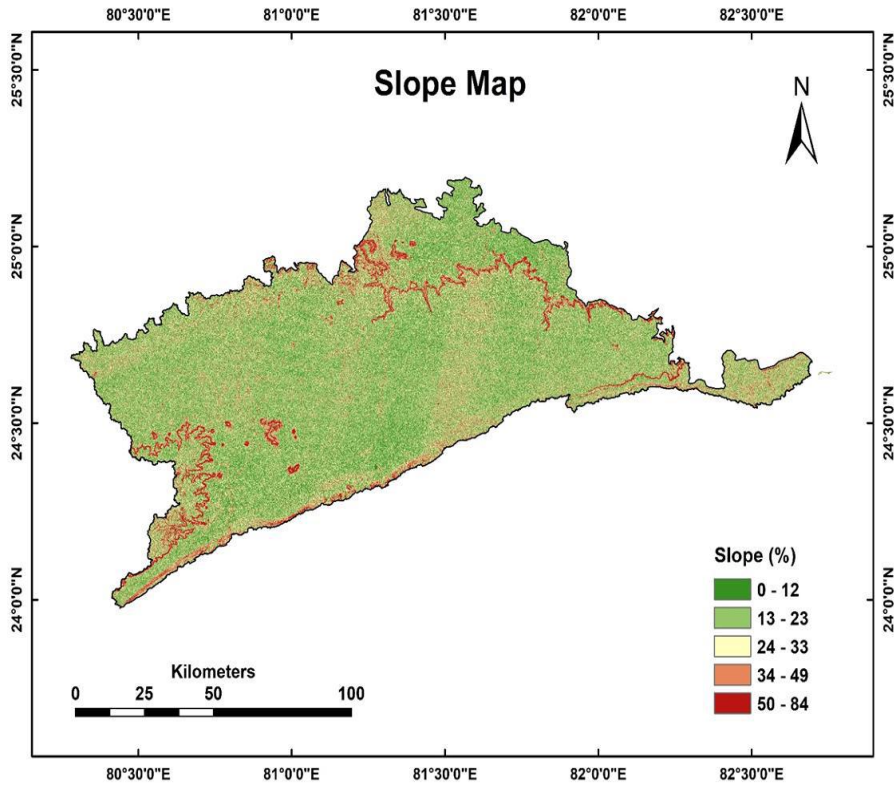 80°30'0"E 81°0'0"E 81°30'0"E 82°0'0"E 82°30'0"E
Slope Map
N
25°30'0"N 25°30'0"N
25°0'0"N 25°0'0"N
24°30'0"N 24°30'0"N
24°0'0"N 24°0'0"N
Slope (%)
0 - 12
13 - 23
24 - 33
34 - 49
50 - 84
Kilometers
0 25 50 100
80°30'0"E 81°0'0"E 81°30'0"E 82°0'0"E 82°30'0"E